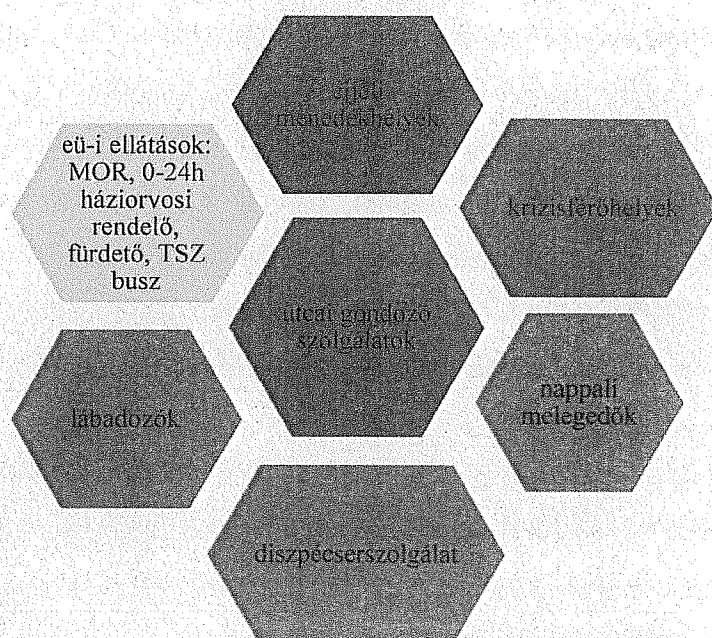 éjjeli
menedékhelyek
eü-i ellátások:
MOR, 0-24h
háziorvosi
rendelő,
fürdető, TSZ
busz
krízisférőhelyek
utcai gondozó
szolgálatok
lábadozók
nappali
melegedők
diszpécserszolgálat